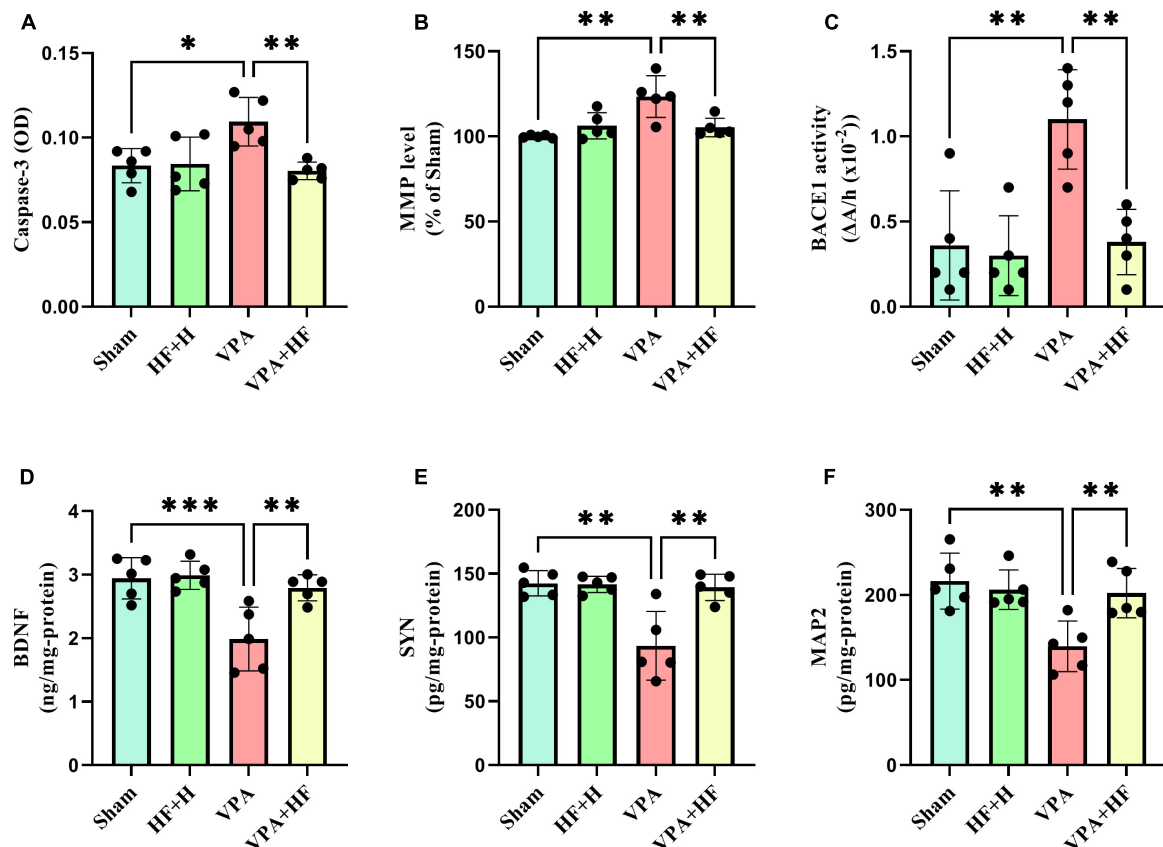 A
Caspase-3 (OD)
0.15
0.10
0.05
0.00
* **
Sham
HF+H
VPA
VPA+HF
B
MMP level
(% of Sham)
150
100
50
0
** **
Sham
HF+H
VPA
VPA+HF
C
BACE1 activity
(ΔA/h (x10⁻²))
1.5
1.0
0.5
0.0
** **
Sham
HF+H
VPA
VPA+HF
D
BDNF
(ng/mg-protein)
4
3
2
1
0
*** **
Sham
HF+H
VPA
VPA+HF
E
SYN
(pg/mg-protein)
200
150
100
50
0
** **
Sham
HF+H
VPA
VPA+HF
F
MAP2
(pg/mg-protein)
300
200
100
0
** **
Sham
HF+H
VPA
VPA+HF